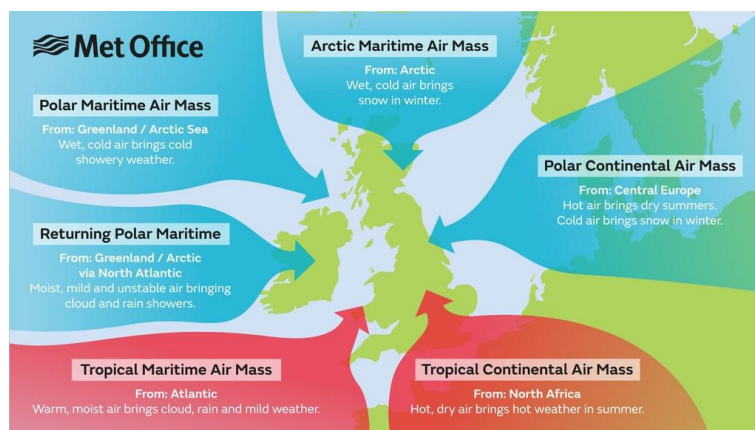 Met Office
Arctic Maritime Air Mass
From: Arctic
Wet, cold air brings
snow in winter.
Polar Maritime Air Mass
From: Greenland / Arctic Sea
Wet, cold air brings cold
showery weather.
Polar Continental Air Mass
From: Central Europe
Hot air brings dry summers.
Cold air brings snow in winter.
Returning Polar Maritime
From: Greenland / Arctic
via North Atlantic
Moist, mild and unstable air bringing
cloud and rain showers.
Tropical Maritime Air Mass
From: Atlantic
Warm, moist air brings cloud, rain and mild weather.
Tropical Continental Air Mass
From: North Africa
Hot, dry air brings hot weather in summer.